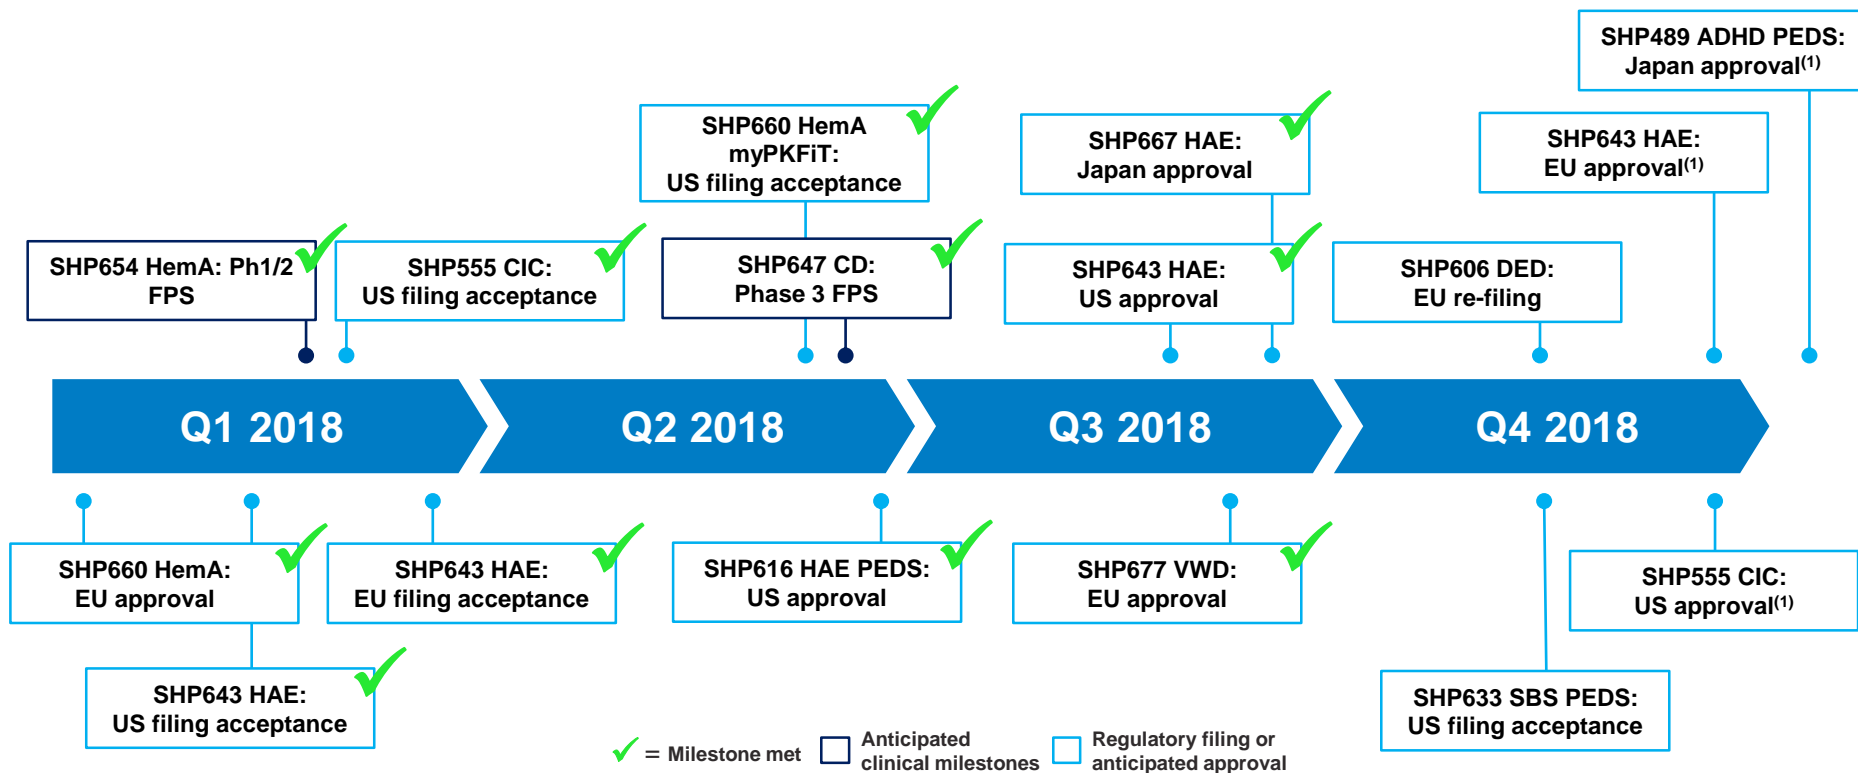 SHP489 ADHD PEDS:
Japan approval(1)
SHP660 HemA
myPKFiT:
US filing acceptance
SHP667 HAE:
Japan approval
SHP643 HAE:
EU approval(1)
SHP654 HemA: Ph1/2
FPS
SHP555 CIC:
US filing acceptance
SHP647 CD:
Phase 3 FPS
SHP643 HAE:
US approval
SHP606 DED:
EU re-filing
Q1 2018
Q2 2018
Q3 2018
Q4 2018
SHP660 HemA:
EU approval
SHP643 HAE:
EU filing acceptance
SHP616 HAE PEDS:
US approval
SHP677 VWD:
EU approval
SHP555 CIC:
US approval(1)
SHP643 HAE:
US filing acceptance
SHP633 SBS PEDS:
US filing acceptance
= Milestone met
Anticipated
clinical milestones
Regulatory filing or
anticipated approval